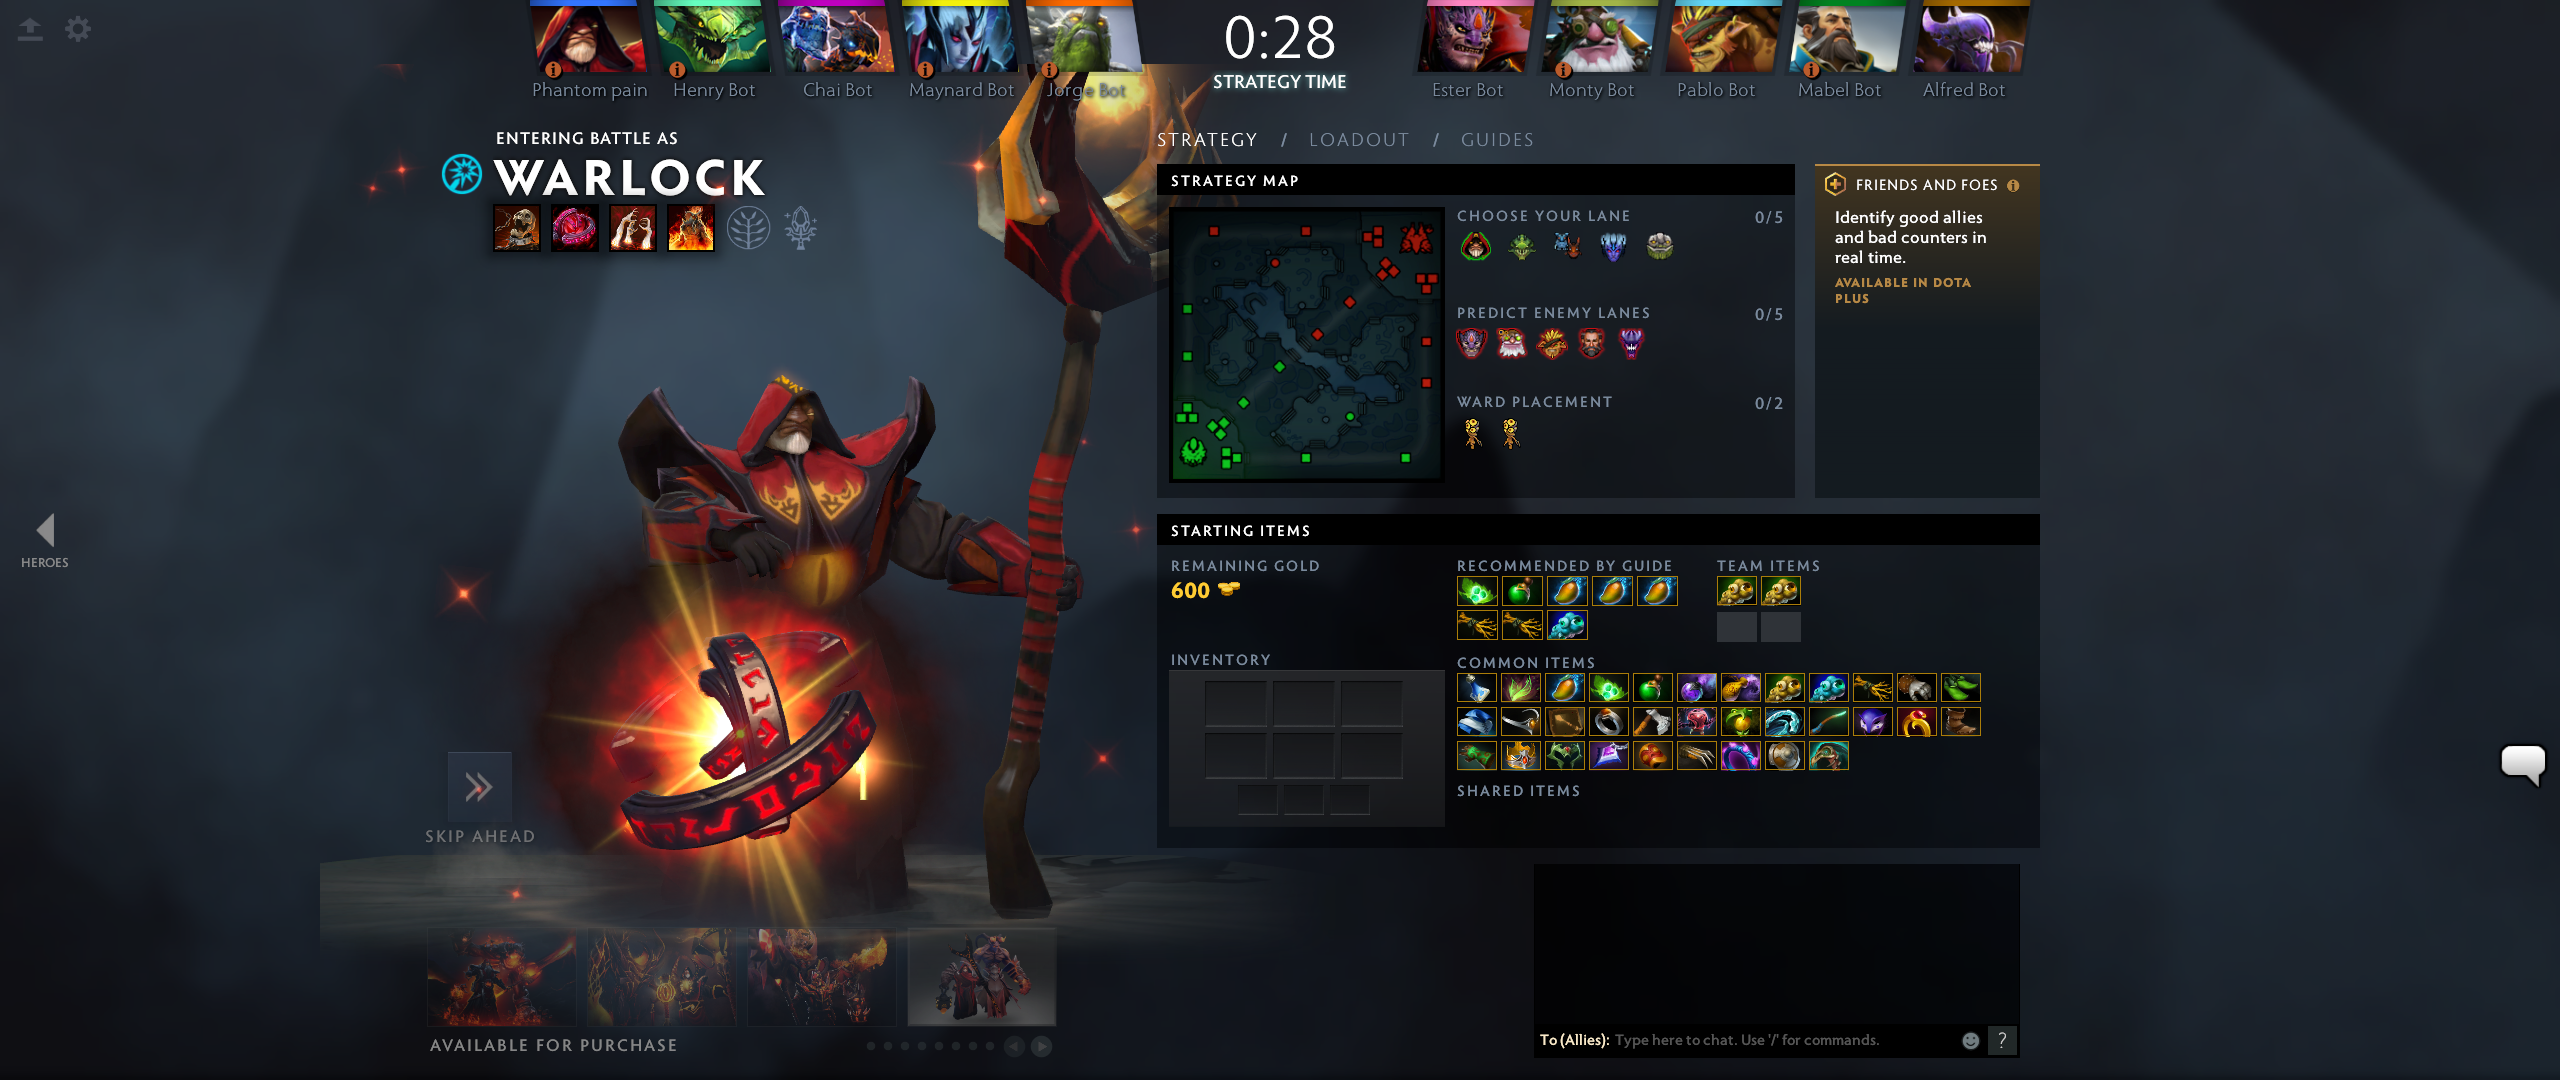 0:28
STRATEGY TIME
Phantom pain
Henry Bot
Chai Bot
Maynard Bot
Jorge Bot
Ester Bot
Monty Bot
Pablo Bot
Mabel Bot
Alfred Bot
ENTERING BATTLE AS
WARLOCK
STRATEGY / LOADOUT / GUIDES
STRATEGY MAP
CHOOSE YOUR LANE 0/5
PREDICT ENEMY LANES 0/5
WARD PLACEMENT 0/2
FRIENDS AND FOES
Identify good allies
and bad counters in
real time.
AVAILABLE IN DOTA
PLUS
HEROES
STARTING ITEMS
REMAINING GOLD
600
INVENTORY
RECOMMENDED BY GUIDE
TEAM ITEMS
COMMON ITEMS
SHARED ITEMS
SKIP AHEAD
AVAILABLE FOR PURCHASE
To (Allies): Type here to chat. Use '/' for commands.
?